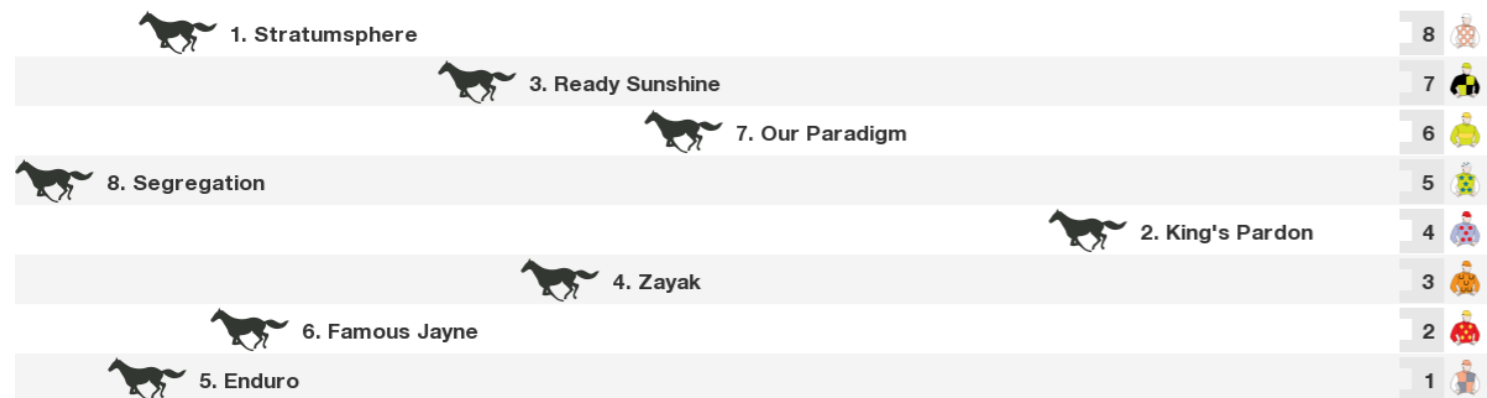 1. Stratumsphere 8
3. Ready Sunshine 7
7. Our Paradigm 6
8. Segregation 5
2. King's Pardon 4
4. Zayak 3
6. Famous Jayne 2
5. Enduro 1